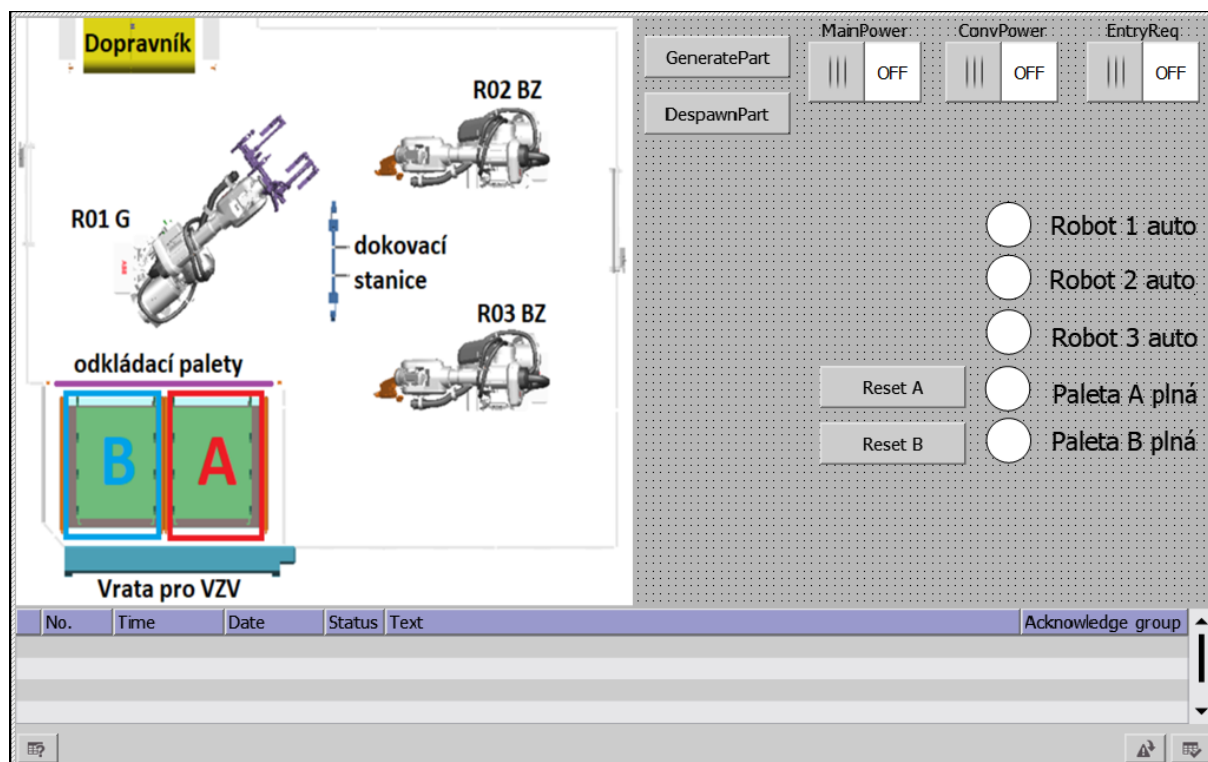 Dopravník
R02 BZ
R01 G
dokovací
stanice
R03 BZ
odkládací palety
B
A
Vrata pro VZV
GeneratePart
DespawnPart
MainPower
ConvPower
EntryReq
OFF
OFF
OFF
Robot 1 auto
Robot 2 auto
Robot 3 auto
Reset A
Paleta A plná
Reset B
Paleta B plná
No. Time Date Status Text Acknowledge group